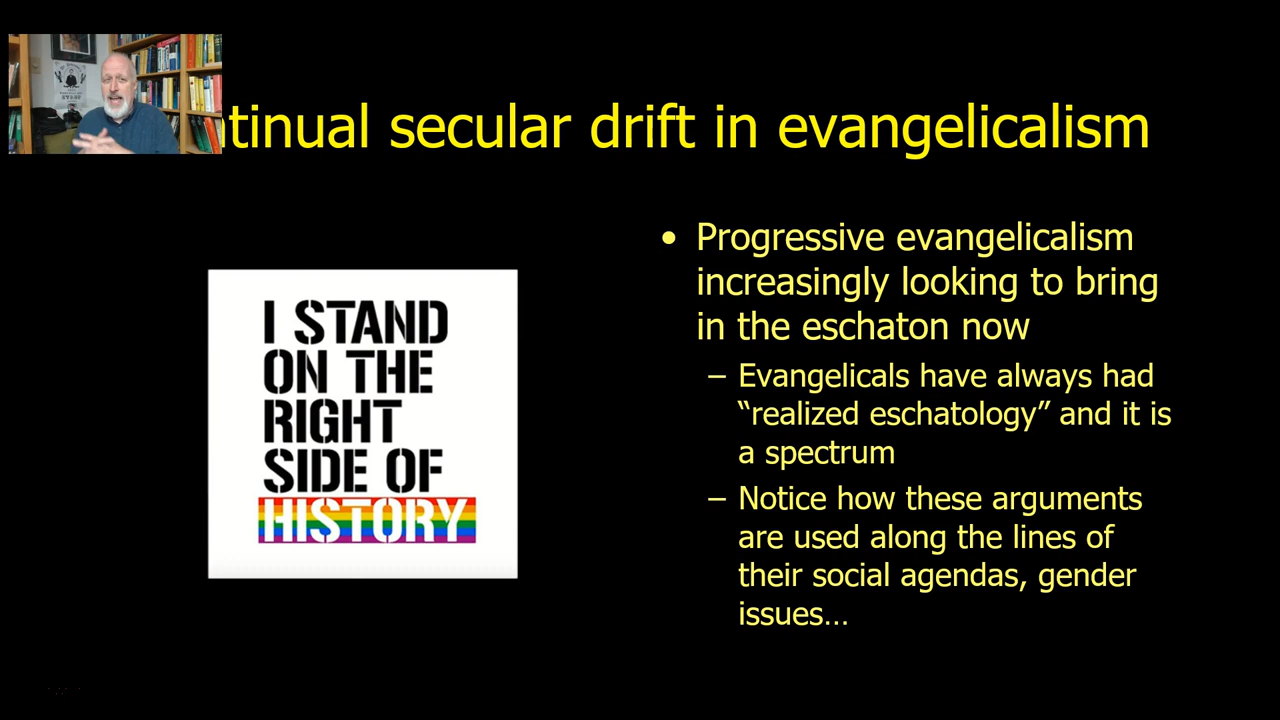 tinual secular drift in evangelicalism
I STAND
ON THE
RIGHT
SIDE OF
HISTORY
• Progressive evangelicalism
increasingly looking to bring
in the eschaton now
– Evangelicals have always had
“realized eschatology” and it is
a spectrum
– Notice how these arguments
are used along the lines of
their social agendas, gender
issues…